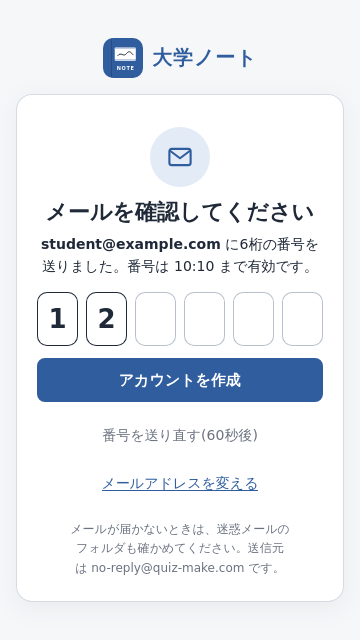 NOTE
大学ノート
メールを確認してください
student@example.com に6桁の番号を
送りました。番号は 10:10 まで有効です。
1 2
アカウントを作成
番号を送り直す(60秒後)
メールアドレスを変える
メールが届かないときは、迷惑メールの
フォルダも確かめてください。送信元
は no-reply@quiz-make.com です。